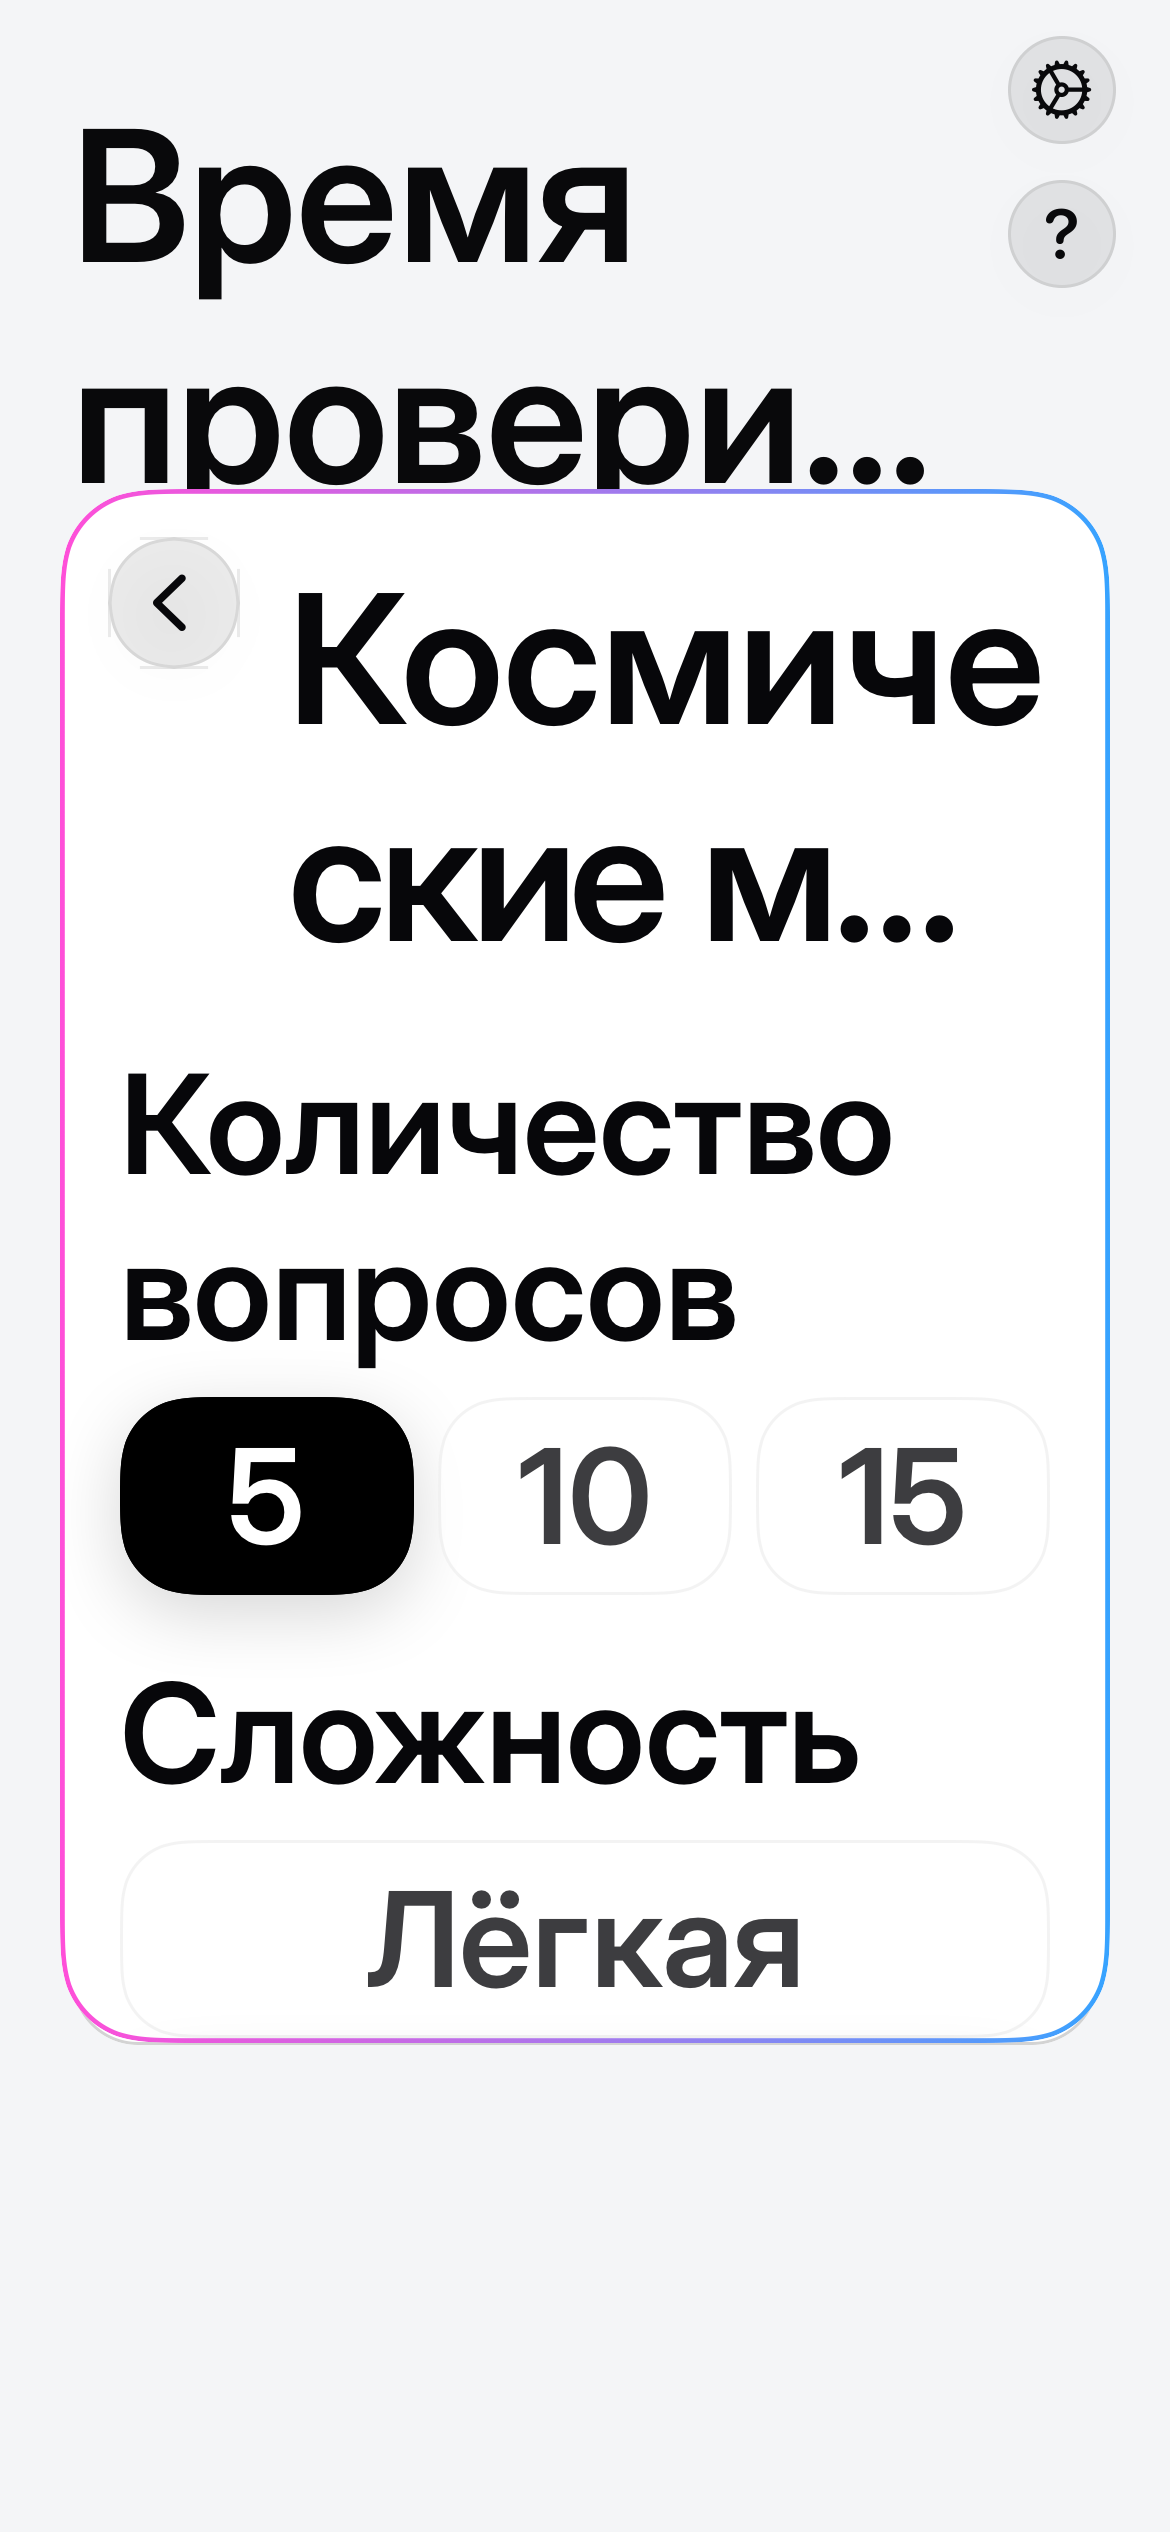 Время
провери...
?
Космиче
ские м...
Количество
вопросов
5 10 15
Сложность
Лёгкая